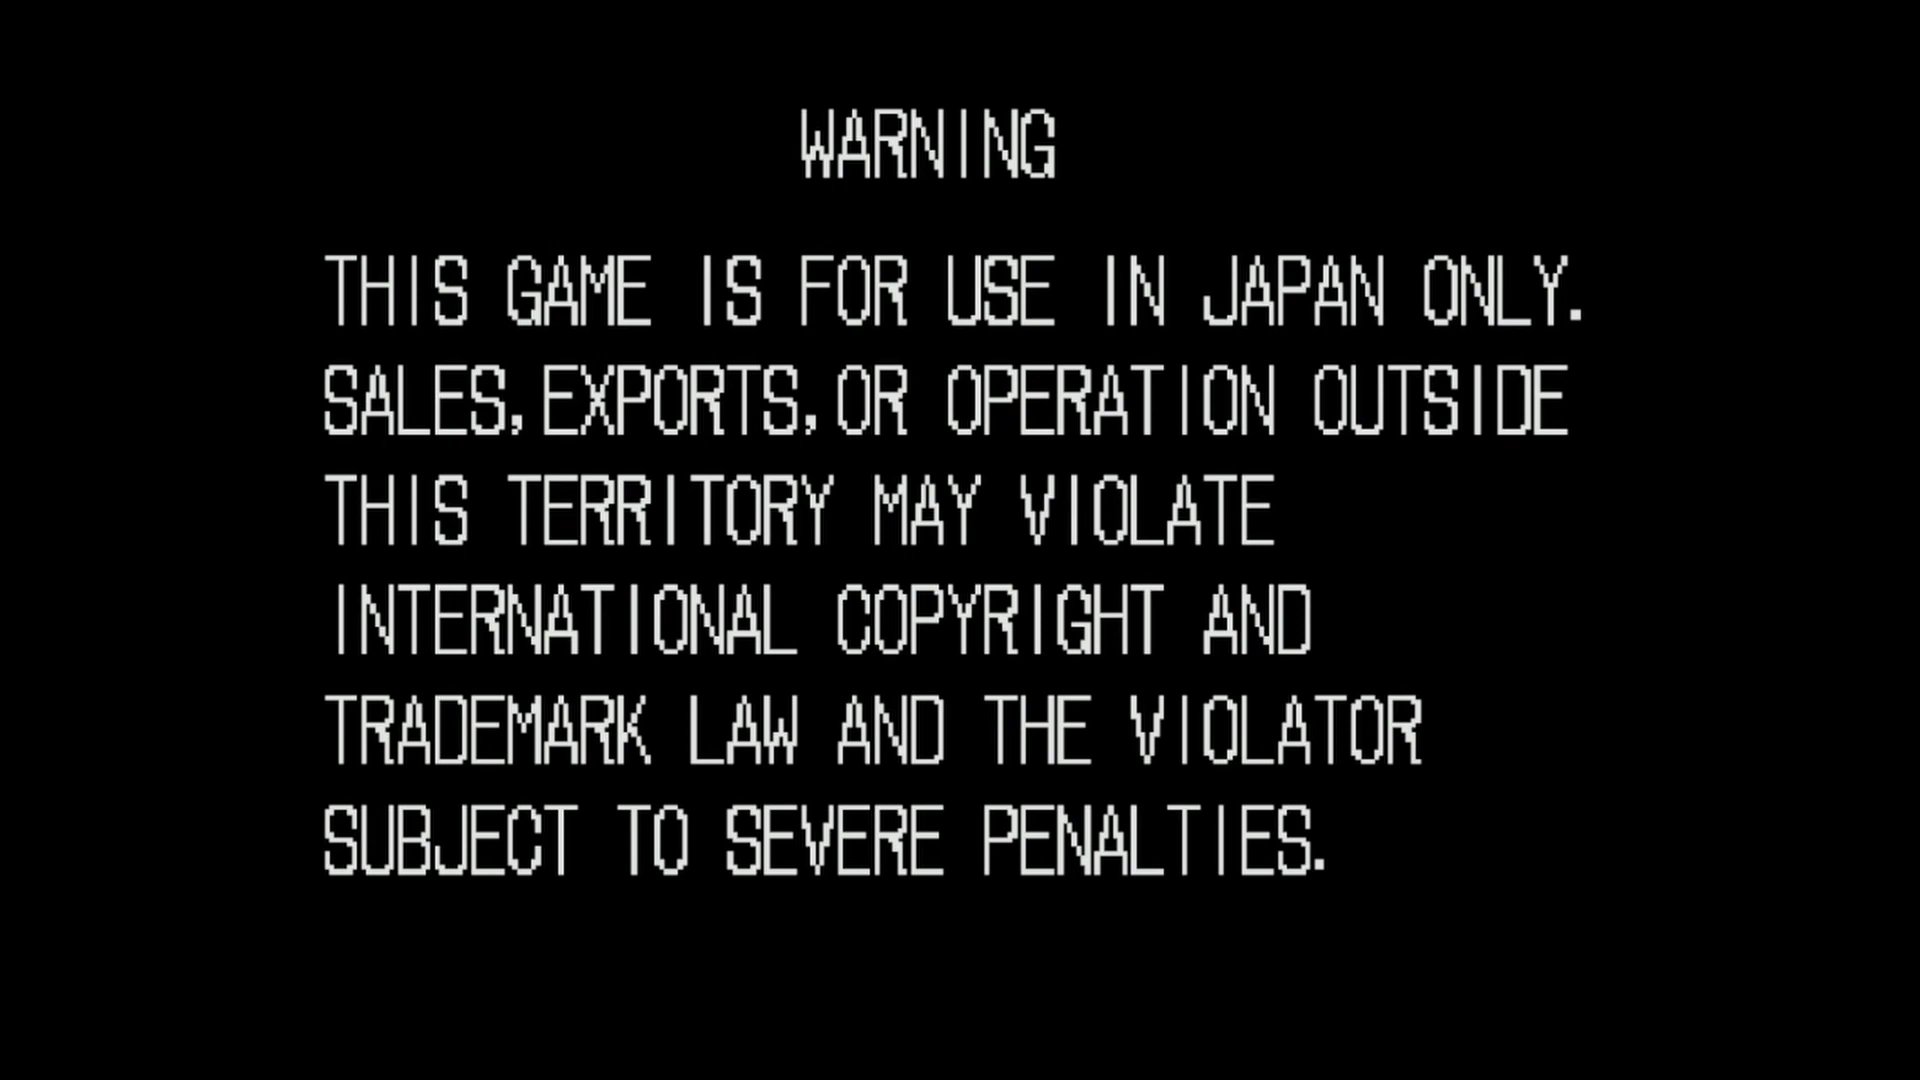 WARNING
THIS GAME IS FOR USE IN JAPAN ONLY.
SALES,EXPORTS,OR OPERATION OUTSIDE
THIS TERRITORY MAY VIOLATE
INTERNATIONAL COPYRIGHT AND
TRADEMARK LAW AND THE VIOLATOR
SUBJECT TO SEVERE PENALTIES.